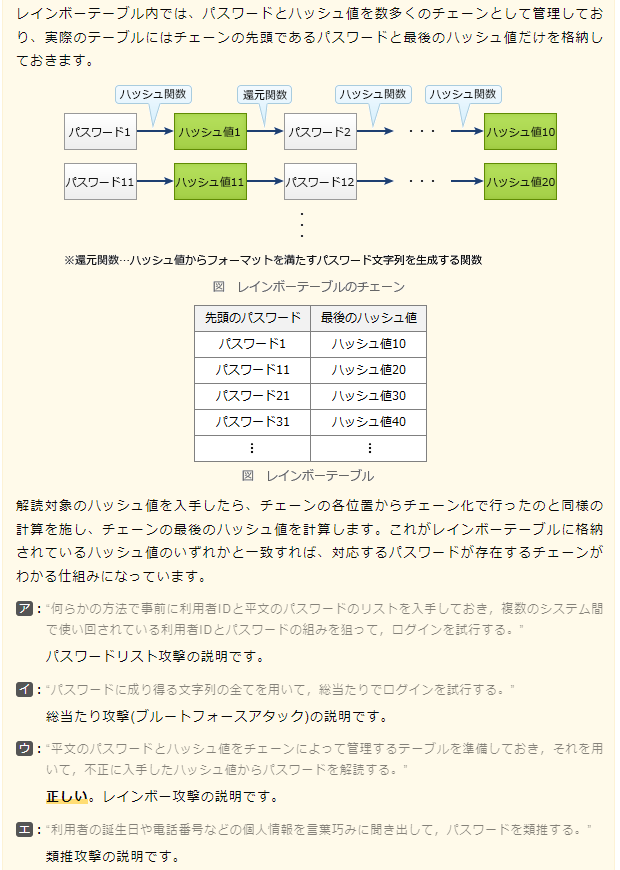 レインボーテーブル内では、パスワードとハッシュ値を数多くのチェーンとして管理してお
り、実際のテーブルにはチェーンの先頭であるパスワードと最後のハッシュ値だけを格納し
ておきます。
ハッシュ関数 還元関数 ハッシュ関数 ハッシュ関数
パスワード1 ハッシュ値1 パスワード2 ・・・ ハッシュ値10
パスワード11 ハッシュ値11 パスワード12 ・・・ ハッシュ値20
※還元関数…ハッシュ値からフォーマットを満たすパスワード文字列を生成する関数
図 レインボーテーブルのチェーン
先頭のパスワード 最後のハッシュ値
パスワード1 ハッシュ値10
パスワード11 ハッシュ値20
パスワード21 ハッシュ値30
パスワード31 ハッシュ値40
⋮ ⋮
図 レインボーテーブル
解読対象のハッシュ値を入手したら、チェーンの各位置からチェーン化で行ったのと同様の
計算を施し、チェーンの最後のハッシュ値を計算します。これがレインボーテーブルに格納
されているハッシュ値のいずれかと一致すれば、対応するパスワードが存在するチェーンが
わかる仕組みになっています。
ア："何らかの方法で事前に利用者IDと平文のパスワードのリストを入手しておき，複数のシステム間
で使い回されている利用者IDとパスワードの組みを狙って，ログインを試行する。"
パスワードリスト攻撃の説明です。
イ："パスワードに成り得る文字列の全てを用いて，総当たりでログインを試行する。"
総当たり攻撃(ブルートフォースアタック)の説明です。
ウ："平文のパスワードとハッシュ値をチェーンによって管理するテーブルを準備しておき，それを用
いて，不正に入手したハッシュ値からパスワードを解読する。"
正しい。レインボー攻撃の説明です。
エ："利用者の誕生日や電話番号などの個人情報を言葉巧みに聞き出して，パスワードを類推する。"
類推攻撃の説明です。